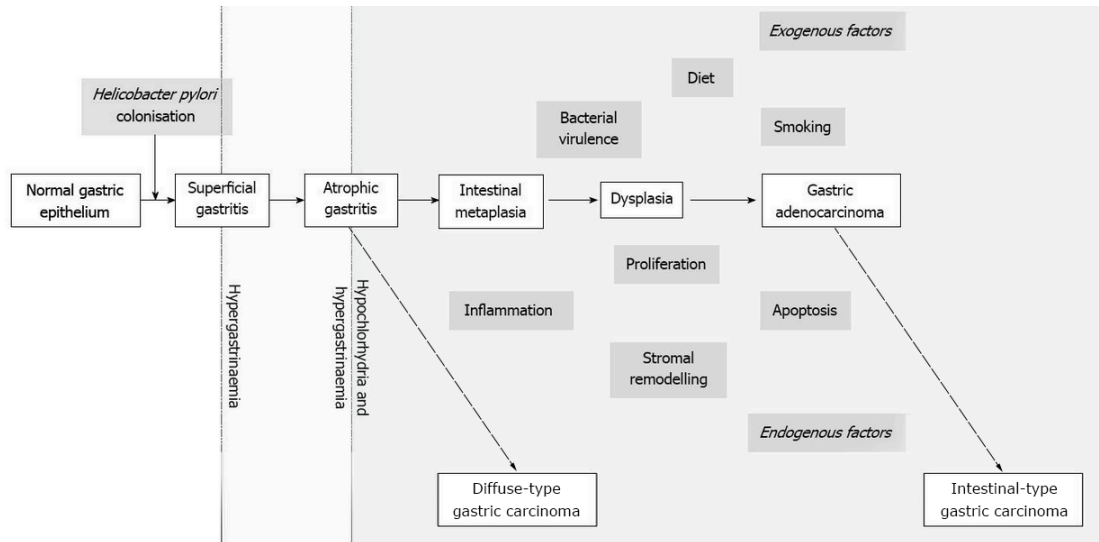 Exogenous factors
Diet
Helicobacter pylori
colonisation
Bacterial
virulence
Smoking
Normal gastric
epithelium
Superficial
gastritis
Atrophic
gastritis
Intestinal
metaplasia
Dysplasia
Gastric
adenocarcinoma
Proliferation
Hypergastrinaemia
Hypochlorhydria and
hypergastrinaemia
Inflammation
Apoptosis
Stromal
remodelling
Endogenous factors
Diffuse-type
gastric carcinoma
Intestinal-type
gastric carcinoma